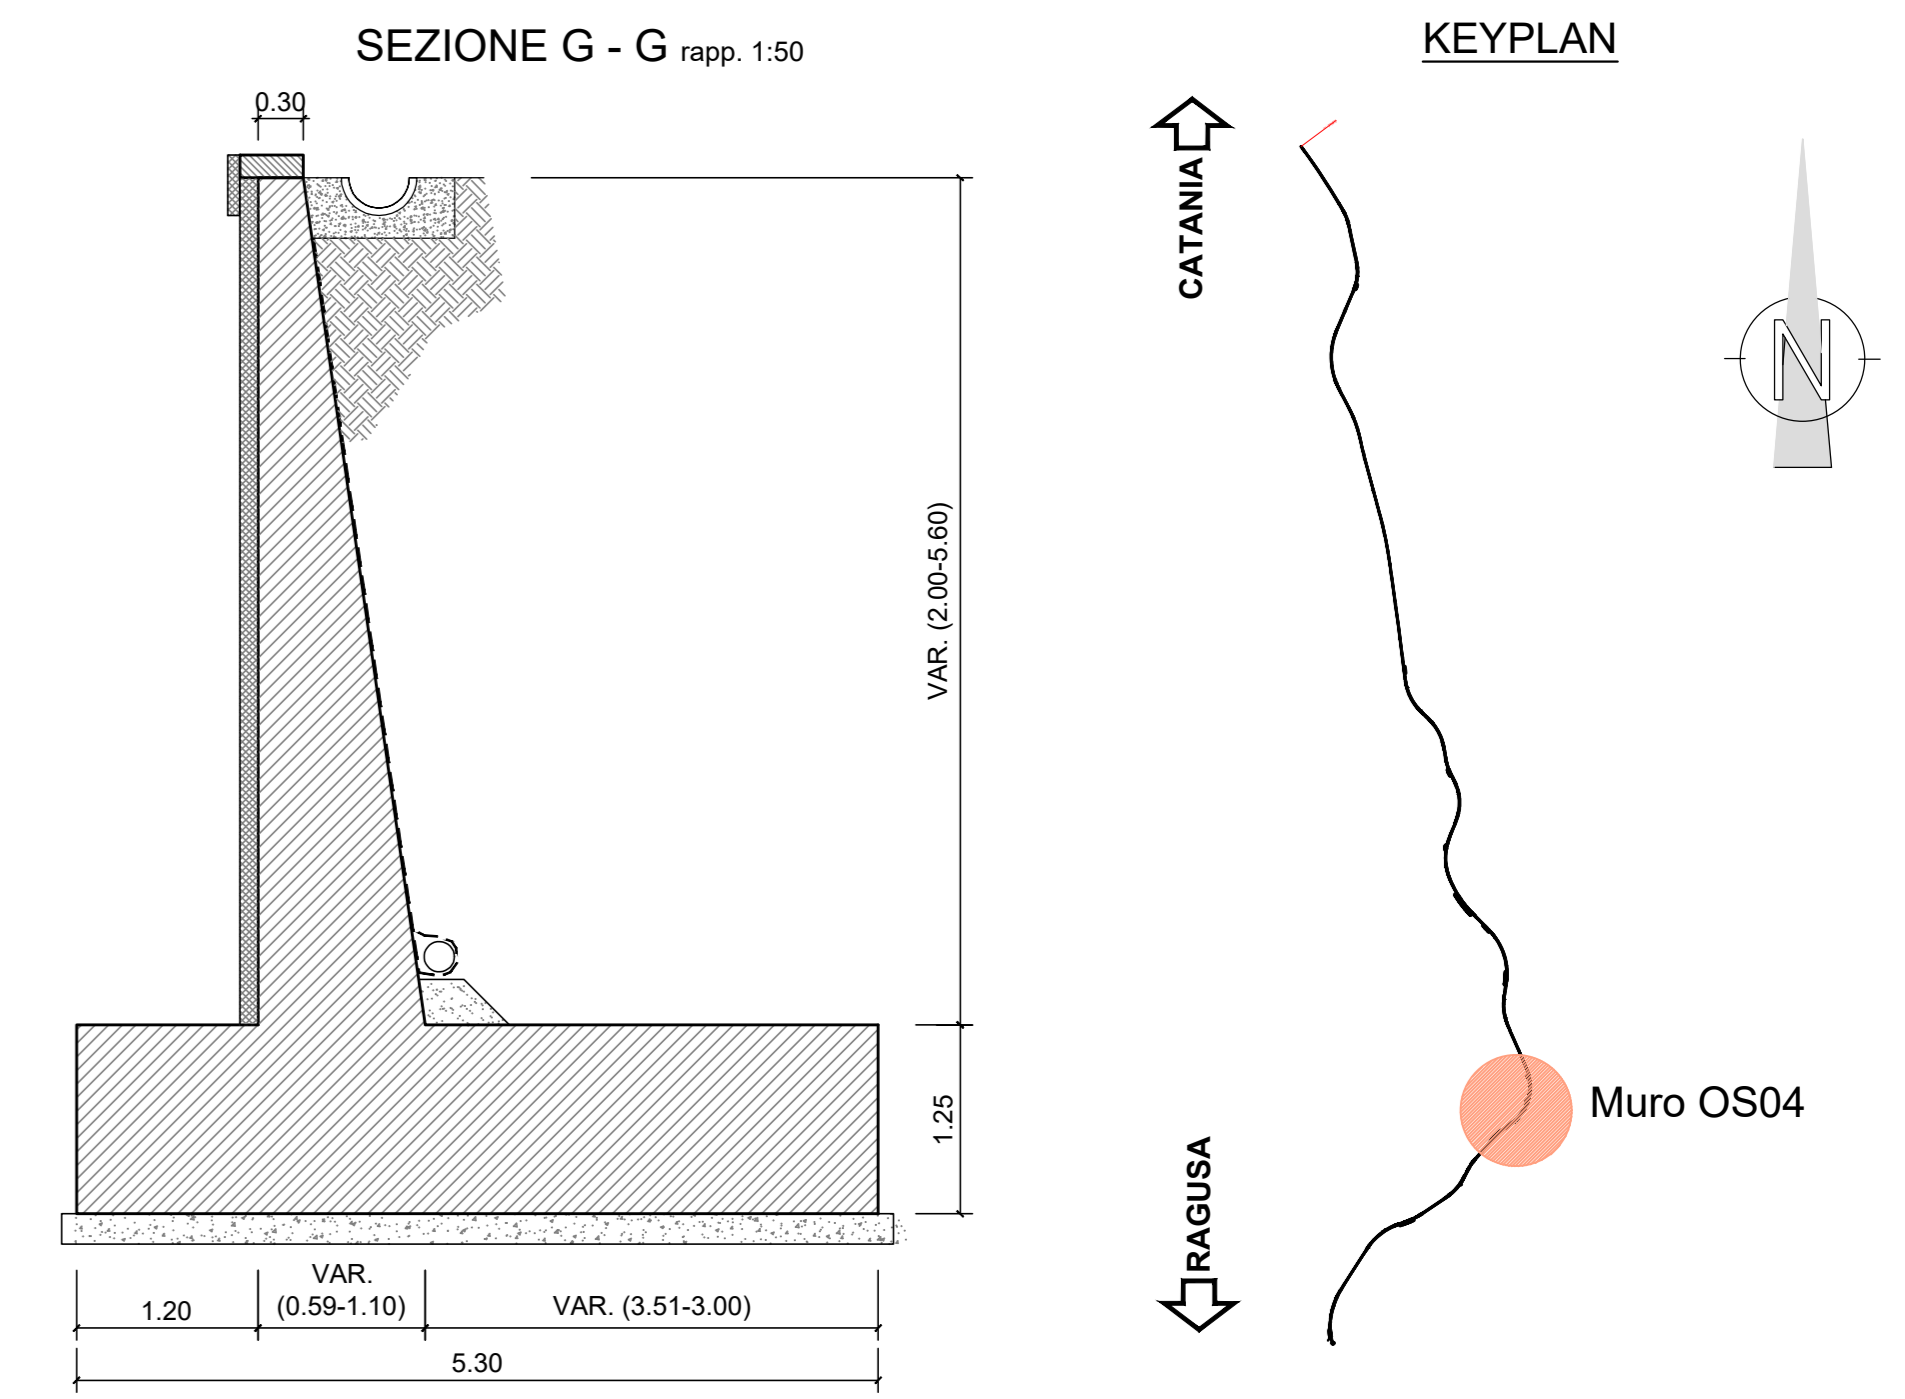 SEZIONE G - G rapp. 1:50
0.30
VAR. (2.00-5.60)
1.25
1.20
VAR.
(0.59-1.10)
VAR. (3.51-3.00)
5.30
KEYPLAN
CATANIA
N
Muro OS04
RAGUSA